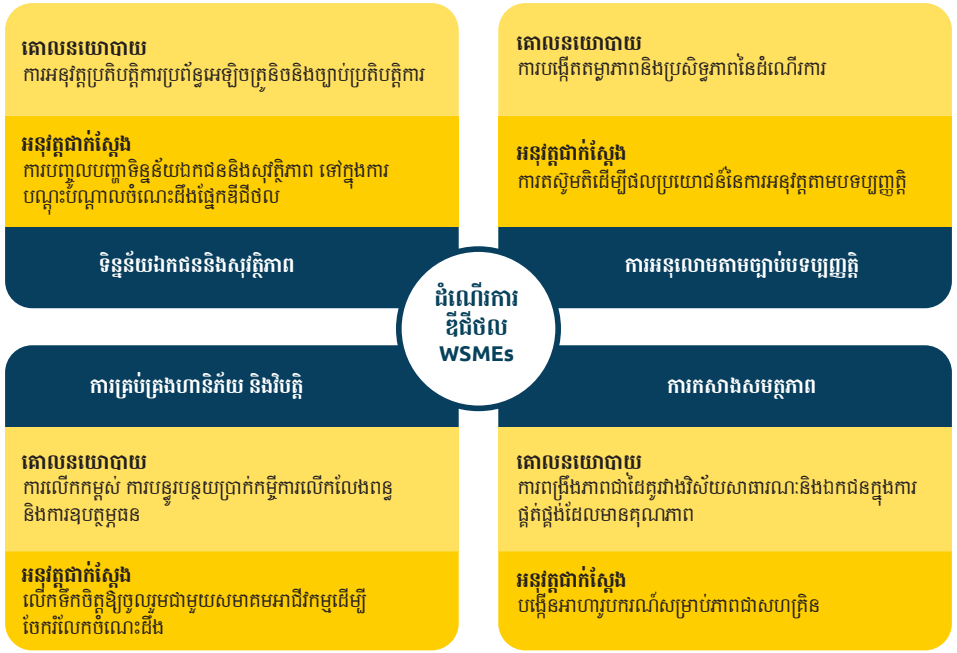 គោលនយោបាយ
ការអនុវត្តប្រតិបត្តិការប្រព័ន្ធអេឡិចត្រូនិចនិងច្បាប់ប្រតិបត្តិការ
អនុវត្តជាក់ស្តែង
ការបញ្ចូលបញ្ហាទិន្នន័យឯកជននិងសុវត្ថិភាព ទៅក្នុងការ
បណ្តុះបណ្តាលចំណេះដឹងផ្នែកឌីជីថល
ទិន្នន័យឯកជននិងសុវត្ថិភាព
គោលនយោបាយ
ការបង្កើតតម្លាភាពនិងប្រសិទ្ធភាពនៃដំណើរការ
អនុវត្តជាក់ស្តែង
ការតស៊ូមតិដើម្បីផលប្រយោជន៍នៃការអនុវត្តតាមបទប្បញ្ញត្តិ
ការអនុលោមតាមច្បាប់បទប្បញ្ញត្តិ
ដំណើរការ
ឌីជីថល
WSMEs
ការគ្រប់គ្រងហានិភ័យ និងវិបត្តិ
គោលនយោបាយ
ការលើកកម្ពស់ ការបន្ធូរបន្ថយប្រាក់កម្ចីការលើកលែងពន្ធ
និងការឧបត្ថម្ភធន
អនុវត្តជាក់ស្តែង
លើកទឹកចិត្តឱ្យចូលរួមជាមួយសមាគមអាជីវកម្មដើម្បី
ចែករំលែកចំណេះដឹង
ការកសាងសមត្ថភាព
គោលនយោបាយ
ការពង្រឹងភាពជាដៃគូរវាងវិស័យសាធារណៈនិងឯកជនក្នុងការ
ផ្គត់ផ្គង់ដែលមានគុណភាព
អនុវត្តជាក់ស្តែង
បង្កើនអាហារូបករណ៍សម្រាប់ភាពជាសហគ្រិន